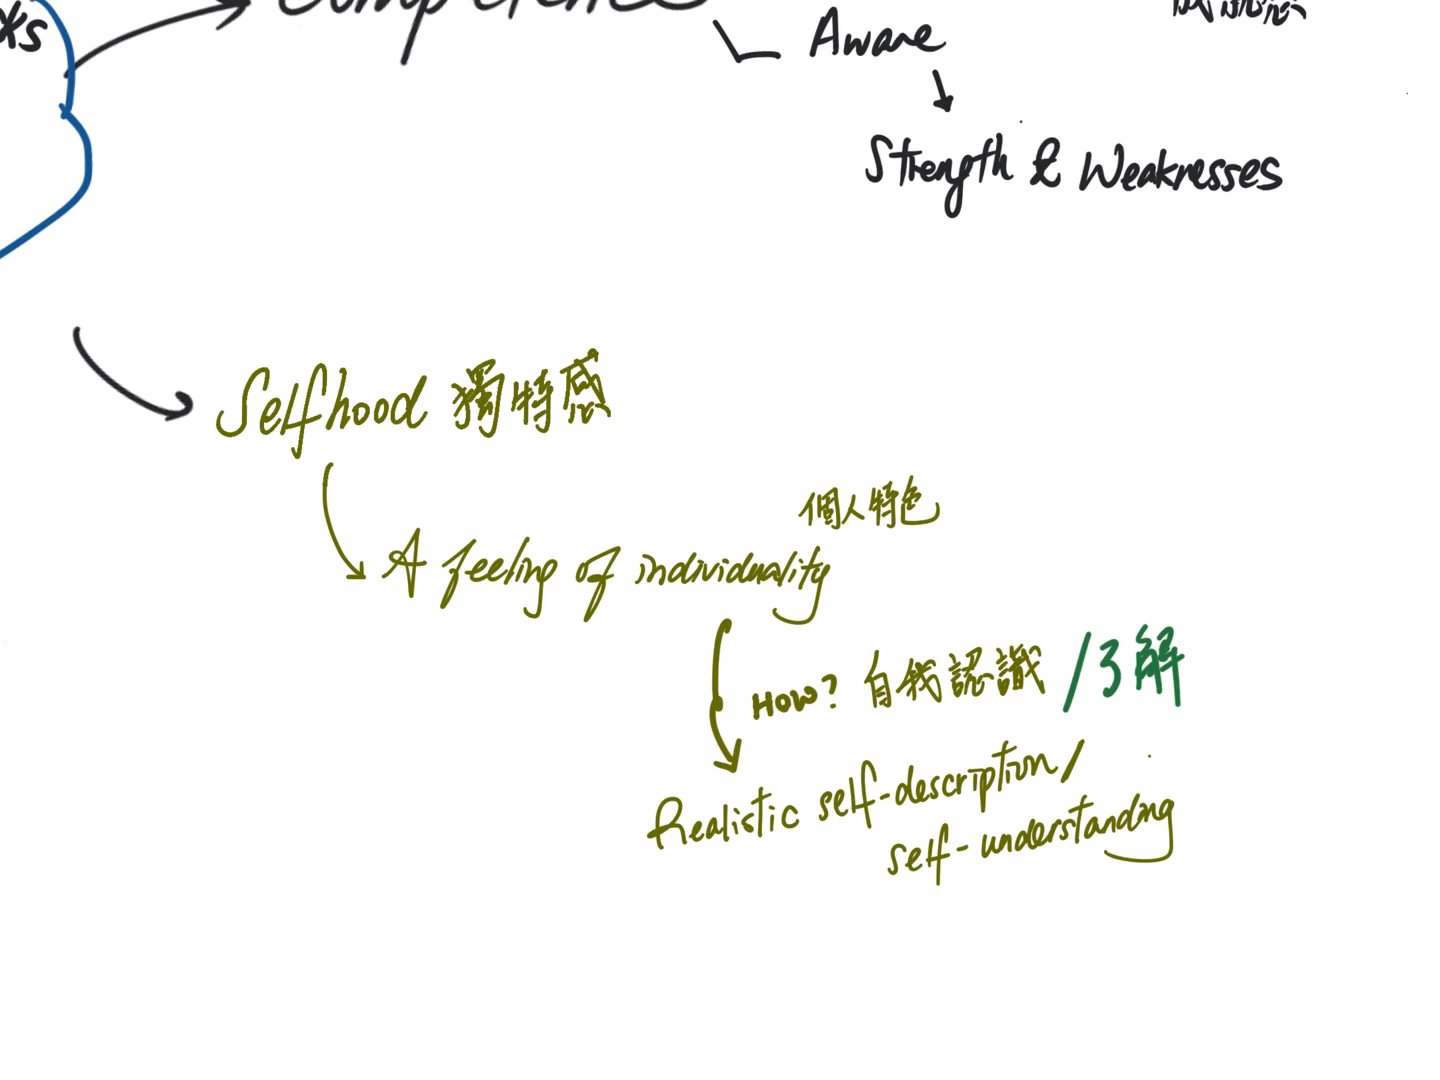 Competence
Aware
Strength & Weaknesses
Selfhood 獨特感
個人特色
A feeling of individuality
How? 自我認識 /了解
Realistic self-description/
self-understanding